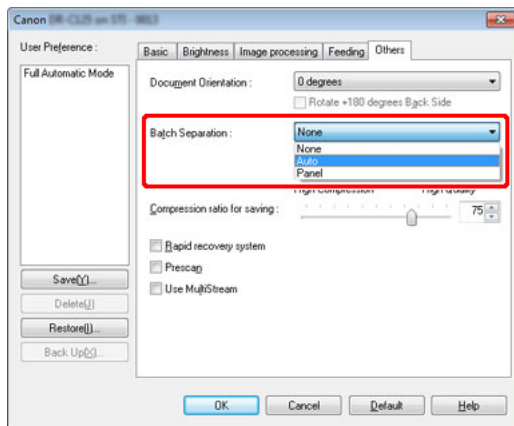 Canon
User Preference :
Full Automatic Mode
Save(Y)...
Delete(J)
Restore(I)...
Back Up(X)...
Basic
Brightness
Image processing
Feeding
Others
Document Orientation :
0 degrees
Rotate +180 degrees Back Side
Batch Separation :
None
None
Auto
Panel
High Compression
High Quality
Compression ratio for saving :
75
Rapid recovery system
Prescan
Use MultiStream
OK
Cancel
Default
Help